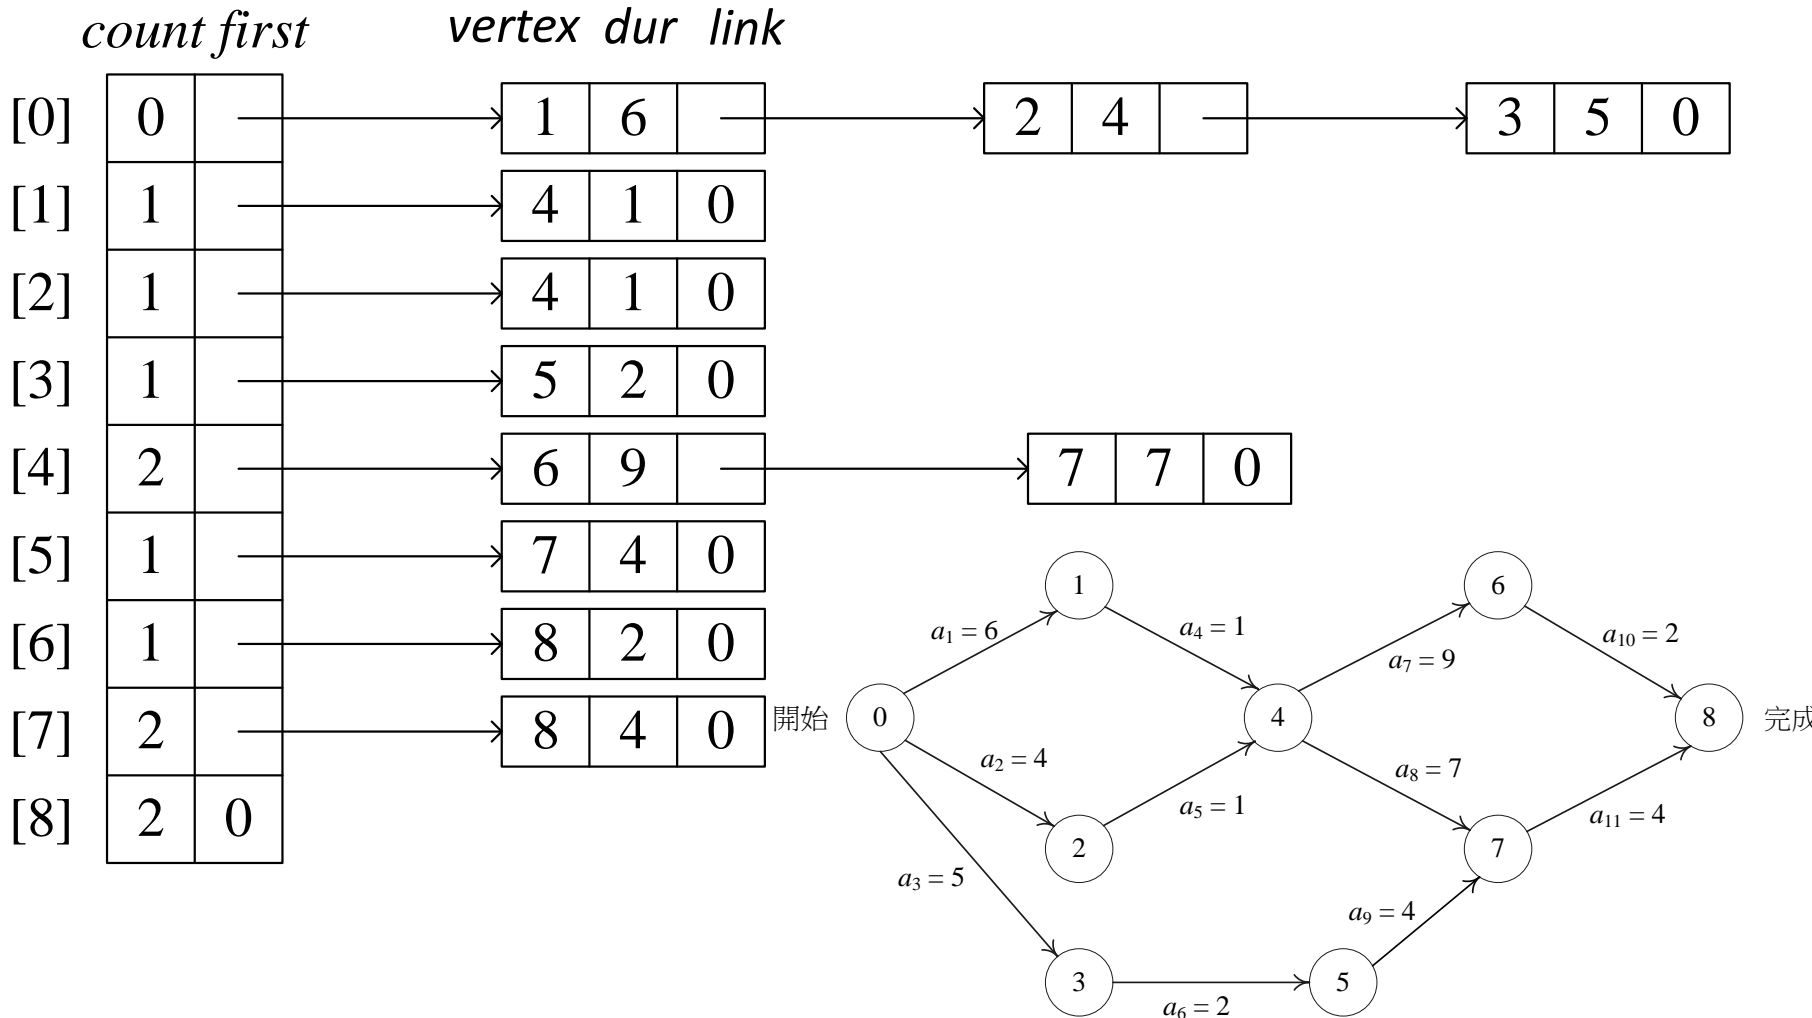 count first vertex dur link
[0] 0 1 6 2 4 3 5 0
[1] 1 4 1 0
[2] 1 4 1 0
[3] 1 5 2 0
[4] 2 6 9 7 7 0
[5] 1 7 4 0
[6] 1 8 2 0
[7] 2 8 4 0
[8] 2 0
1 6
a1 = 6 a4 = 1 a7 = 9 a10 = 2
開始 0 4 8 完成
a2 = 4 a5 = 1 a8 = 7 a11 = 4
2 7
a3 = 5 a9 = 4
3 5
a6 = 2